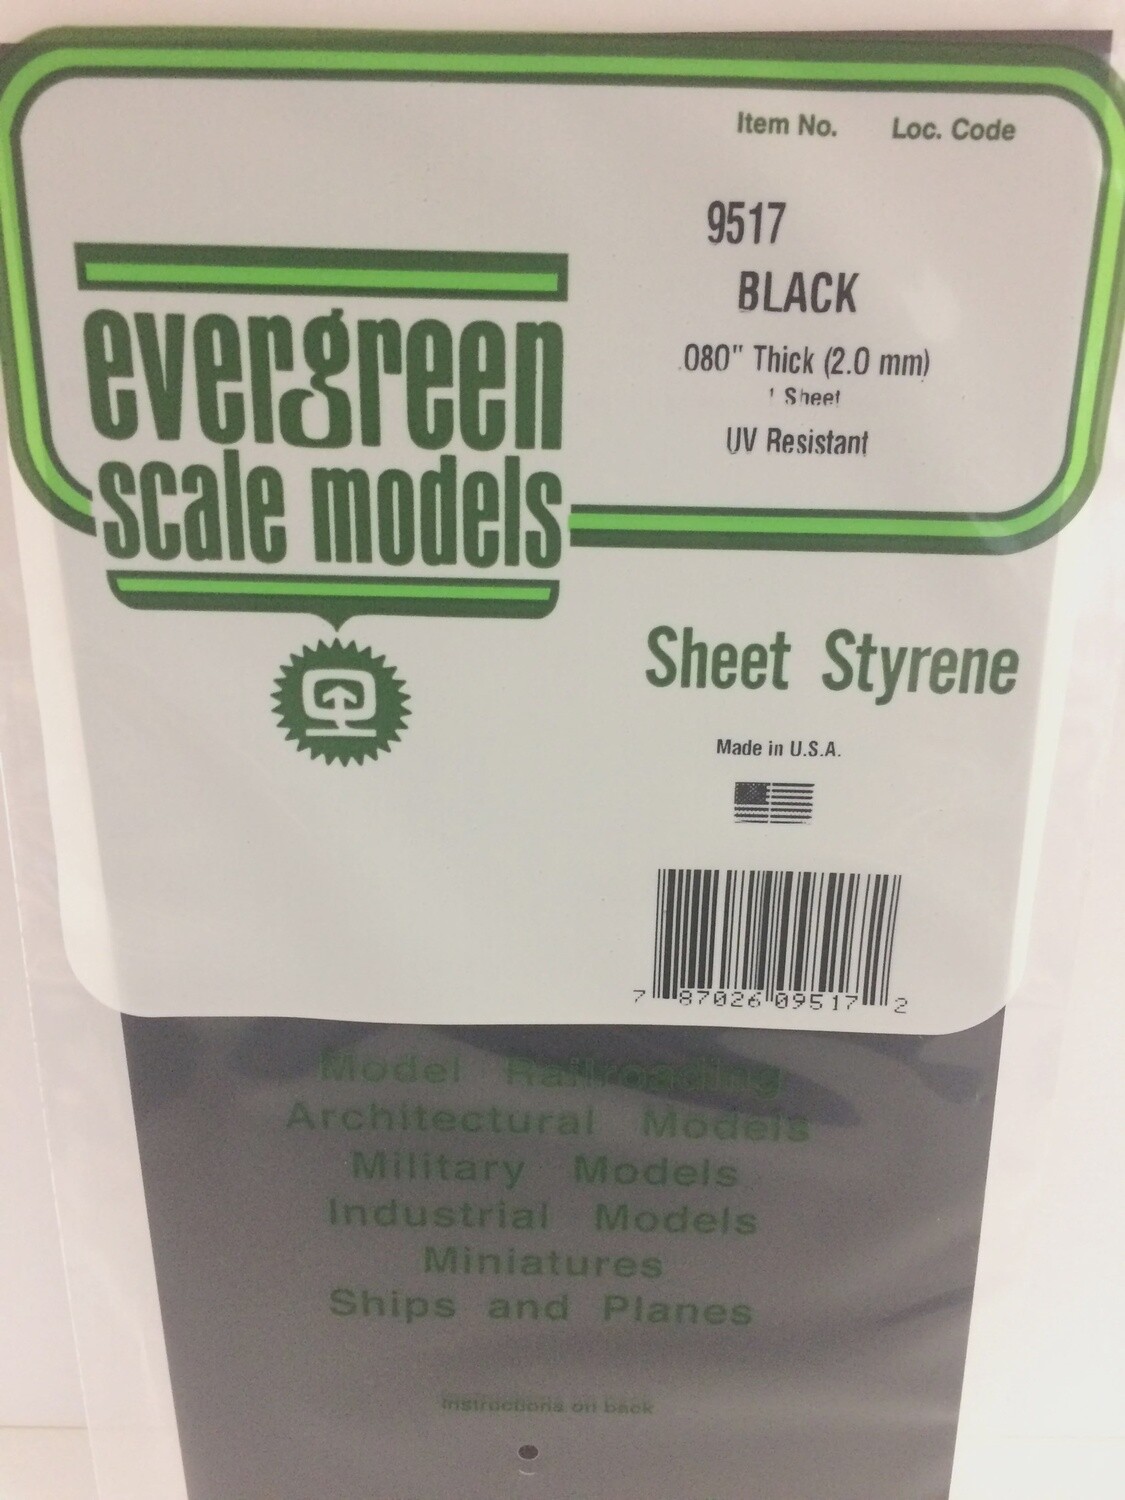 Item No. Loc. Code
9517
BLACK
.080" Thick (2.0 mm)
1 Sheet
UV Resistant
evergreen
scale models
Sheet Styrene
Made in U.S.A.
7 87026 09517 2
Model Railroading
Architectural Models
Military Models
Industrial Models
Miniatures
Ships and Planes
Instructions on back